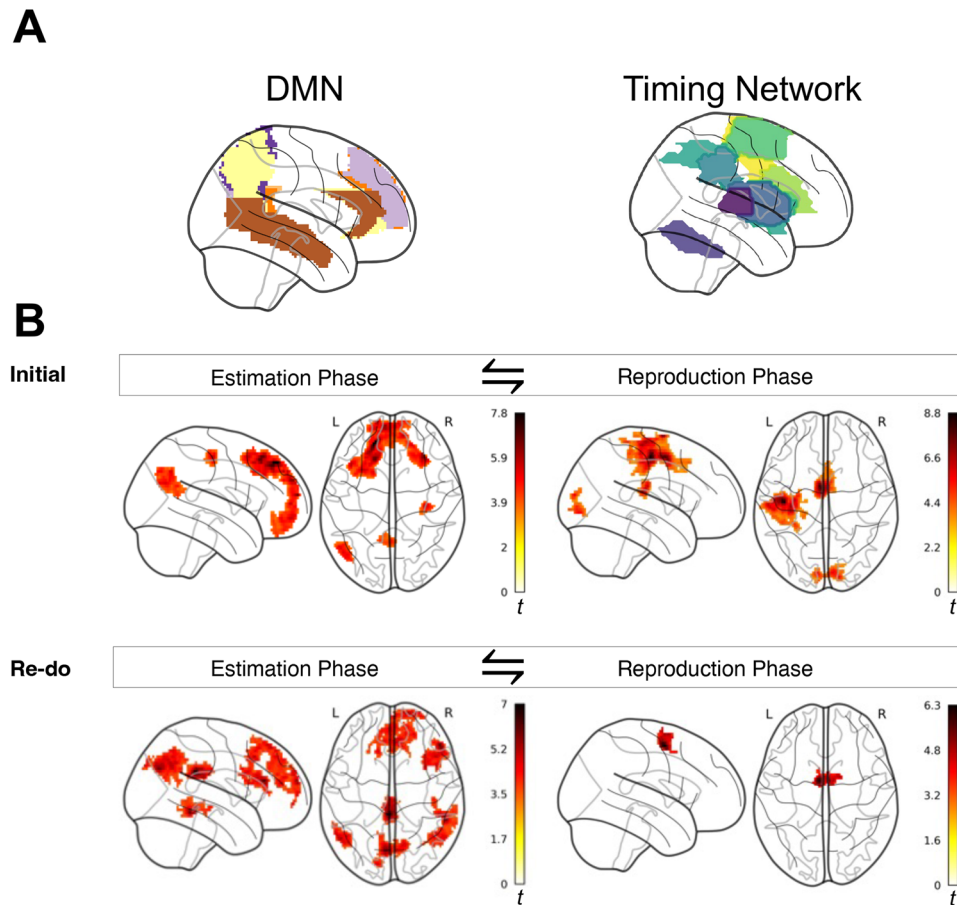 A
DMN
Timing Network
B
Initial
Estimation Phase
Reproduction Phase
L
R
7.8
5.9
3.9
2
0
t
L
R
8.8
6.6
4.4
2.2
0
t
Re-do
Estimation Phase
Reproduction Phase
L
R
7
5.2
3.5
1.7
0
t
L
R
6.3
4.8
3.2
1.6
0
t